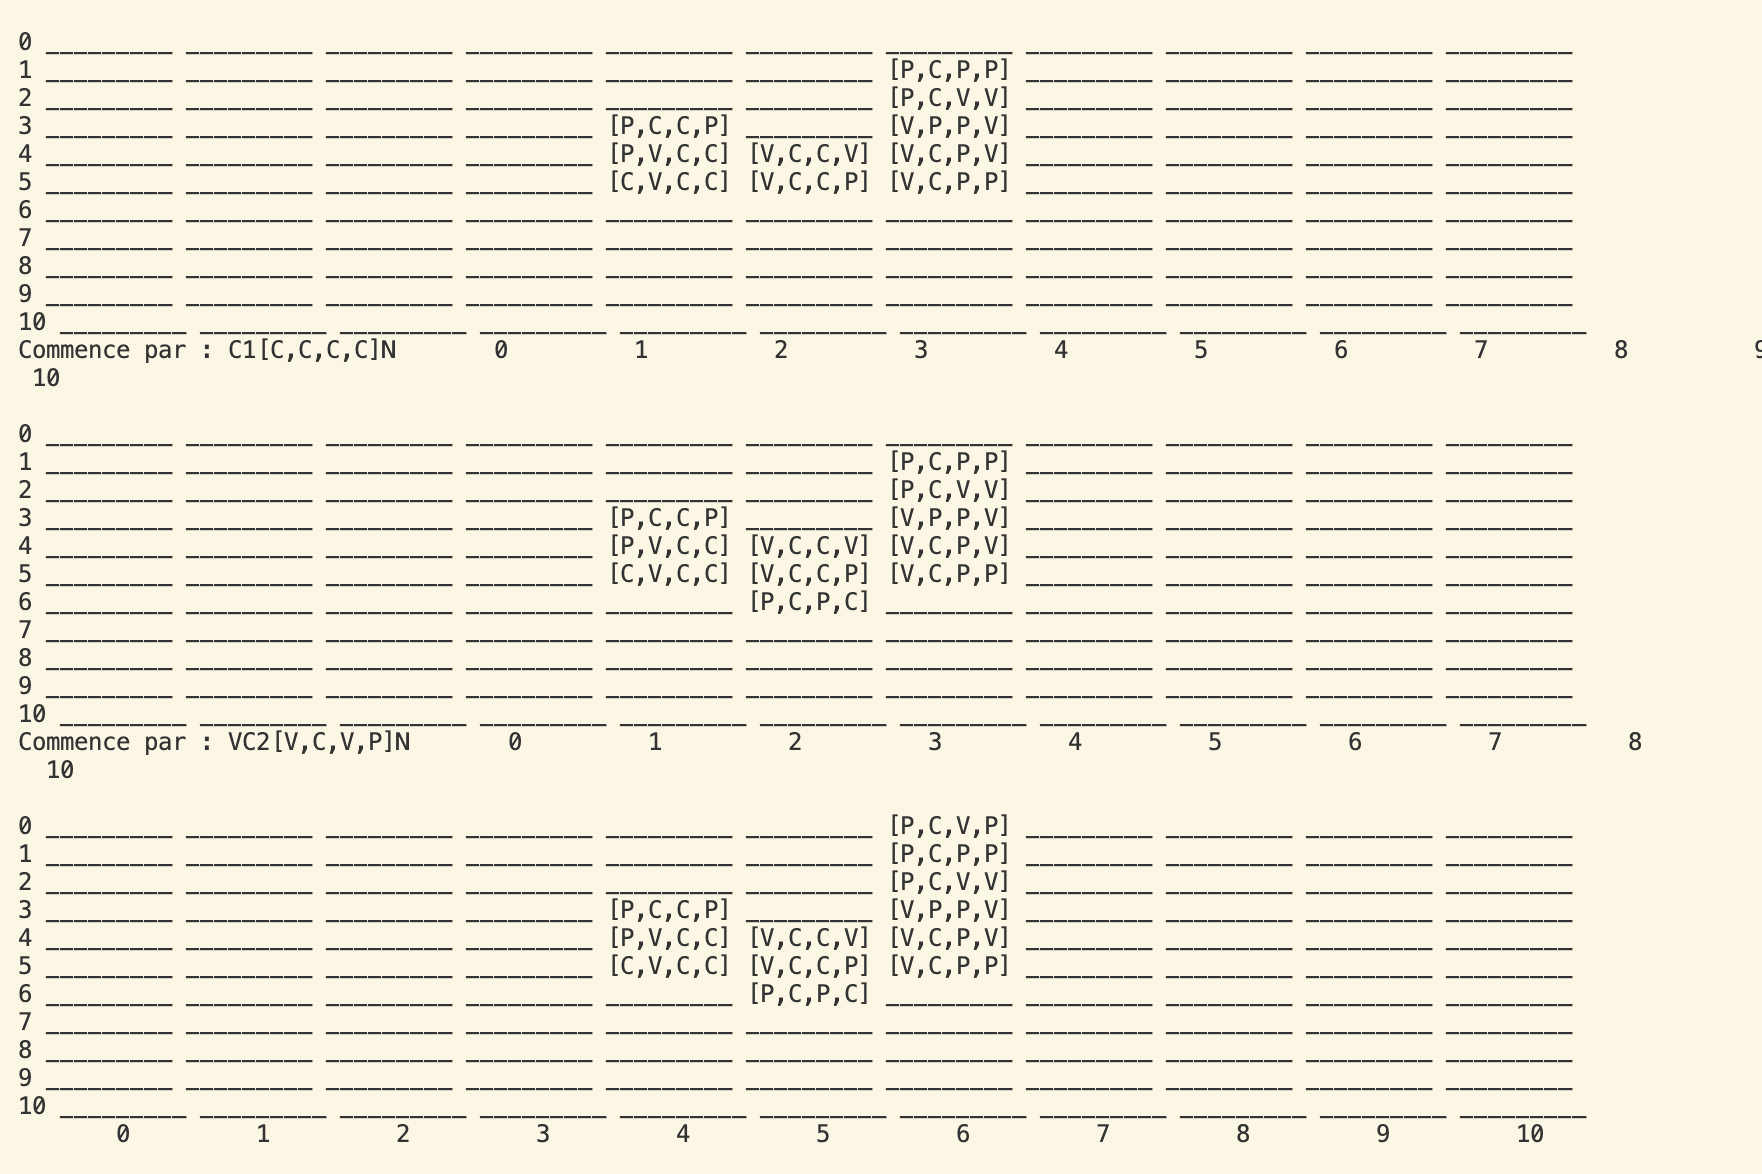 0 _________ _________ _________ _________ _________ _________ _________ _________ _________ _________ _________
1 _________ _________ _________ _________ _________ _________ [P,C,P,P] _________ _________ _________ _________
2 _________ _________ _________ _________ _________ _________ [P,C,V,V] _________ _________ _________ _________
3 _________ _________ _________ _________ [P,C,C,P] _________ [V,P,P,V] _________ _________ _________ _________
4 _________ _________ _________ _________ [P,V,C,C] [V,C,C,V] [V,C,P,V] _________ _________ _________ _________
5 _________ _________ _________ _________ [C,V,C,C] [V,C,C,P] [V,C,P,P] _________ _________ _________ _________
6 _________ _________ _________ _________ _________ _________ _________ _________ _________ _________ _________
7 _________ _________ _________ _________ _________ _________ _________ _________ _________ _________ _________
8 _________ _________ _________ _________ _________ _________ _________ _________ _________ _________ _________
9 _________ _________ _________ _________ _________ _________ _________ _________ _________ _________ _________
10 _________ _________ _________ _________ _________ _________ _________ _________ _________ _________ _________
Commence par : C1[C,C,C,C]N 0 1 2 3 4 5 6 7 8 9
10
0 _________ _________ _________ _________ _________ _________ _________ _________ _________ _________ _________
1 _________ _________ _________ _________ _________ _________ [P,C,P,P] _________ _________ _________ _________
2 _________ _________ _________ _________ _________ _________ [P,C,V,V] _________ _________ _________ _________
3 _________ _________ _________ _________ [P,C,C,P] _________ [V,P,P,V] _________ _________ _________ _________
4 _________ _________ _________ _________ [P,V,C,C] [V,C,C,V] [V,C,P,V] _________ _________ _________ _________
5 _________ _________ _________ _________ [C,V,C,C] [V,C,C,P] [V,C,P,P] _________ _________ _________ _________
6 _________ _________ _________ _________ _________ [P,C,P,C] _________ _________ _________ _________ _________
7 _________ _________ _________ _________ _________ _________ _________ _________ _________ _________ _________
8 _________ _________ _________ _________ _________ _________ _________ _________ _________ _________ _________
9 _________ _________ _________ _________ _________ _________ _________ _________ _________ _________ _________
10 _________ _________ _________ _________ _________ _________ _________ _________ _________ _________ _________
Commence par : VC2[V,C,V,P]N 0 1 2 3 4 5 6 7 8
10
0 _________ _________ _________ _________ _________ _________ [P,C,V,P] _________ _________ _________ _________
1 _________ _________ _________ _________ _________ _________ [P,C,P,P] _________ _________ _________ _________
2 _________ _________ _________ _________ _________ _________ [P,C,V,V] _________ _________ _________ _________
3 _________ _________ _________ _________ [P,C,C,P] _________ [V,P,P,V] _________ _________ _________ _________
4 _________ _________ _________ _________ [P,V,C,C] [V,C,C,V] [V,C,P,V] _________ _________ _________ _________
5 _________ _________ _________ _________ [C,V,C,C] [V,C,C,P] [V,C,P,P] _________ _________ _________ _________
6 _________ _________ _________ _________ _________ [P,C,P,C] _________ _________ _________ _________ _________
7 _________ _________ _________ _________ _________ _________ _________ _________ _________ _________ _________
8 _________ _________ _________ _________ _________ _________ _________ _________ _________ _________ _________
9 _________ _________ _________ _________ _________ _________ _________ _________ _________ _________ _________
10 _________ _________ _________ _________ _________ _________ _________ _________ _________ _________ _________
0 1 2 3 4 5 6 7 8 9 10